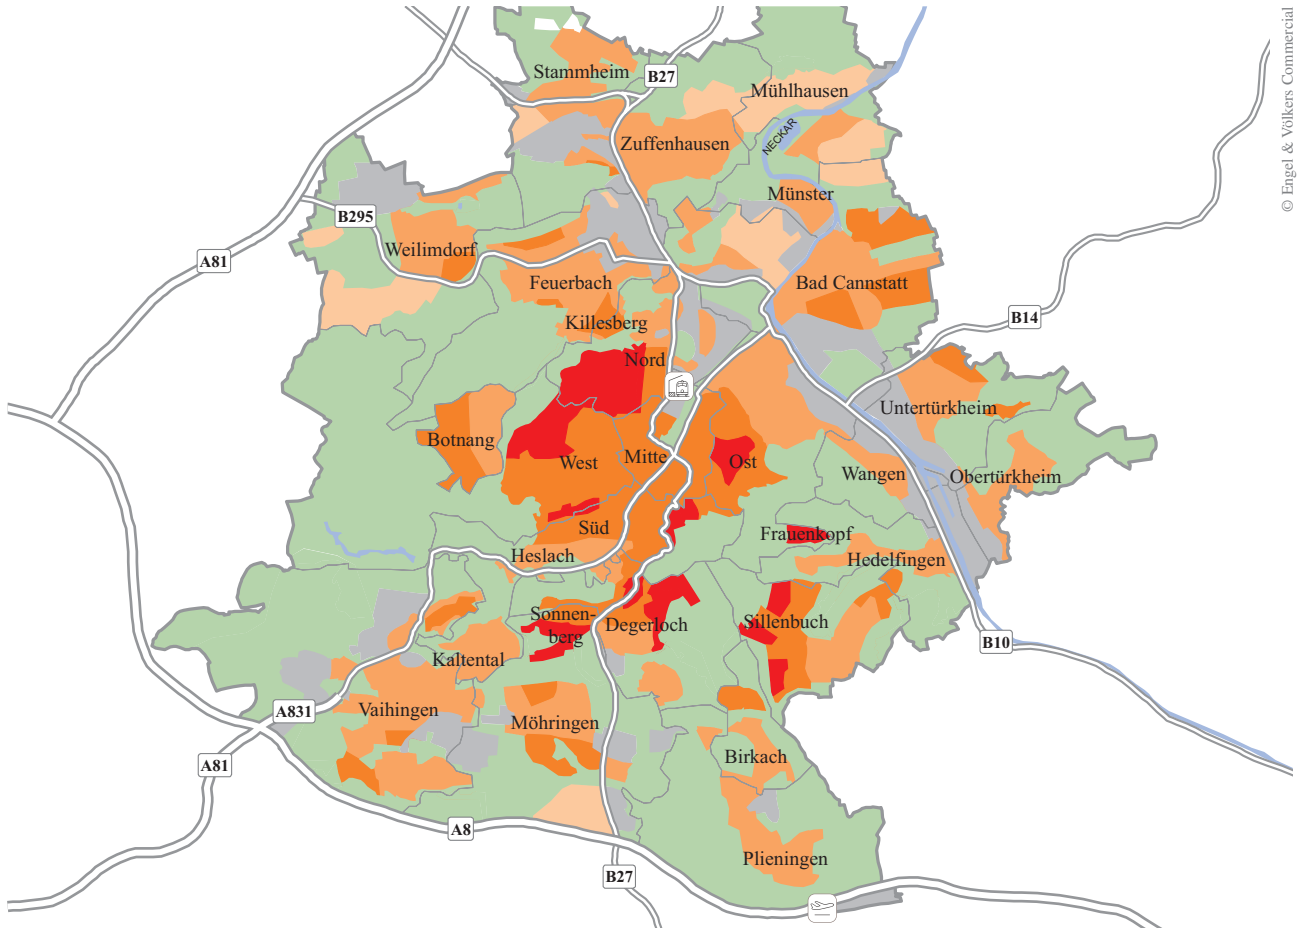 Stammheim
B27
Mühlhausen
© Engel & Völkers Commercial
Zuffenhausen
NECKAR
Münster
B295
Weilimdorf
A81
Feuerbach
Bad Cannstatt
Killesberg
B14
Nord
Untertürkheim
Botnang
West
Mitte
Ost
Wangen
Obertürkheim
Süd
Frauenkopf
Heslach
Hedelfingen
Sonnen-
berg
Degerloch
Sillenbuch
B10
Kaltental
A831
Vaihingen
Möhringen
Birkach
A81
A8
Plieningen
B27